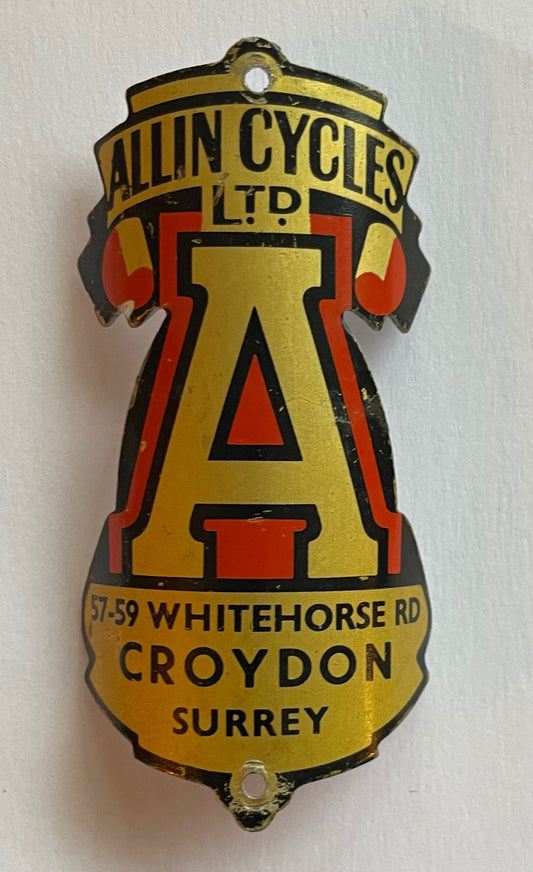 ALLIN CYCLES
LTD.
A
57-59 WHITEHORSE RD
CROYDON
SURREY